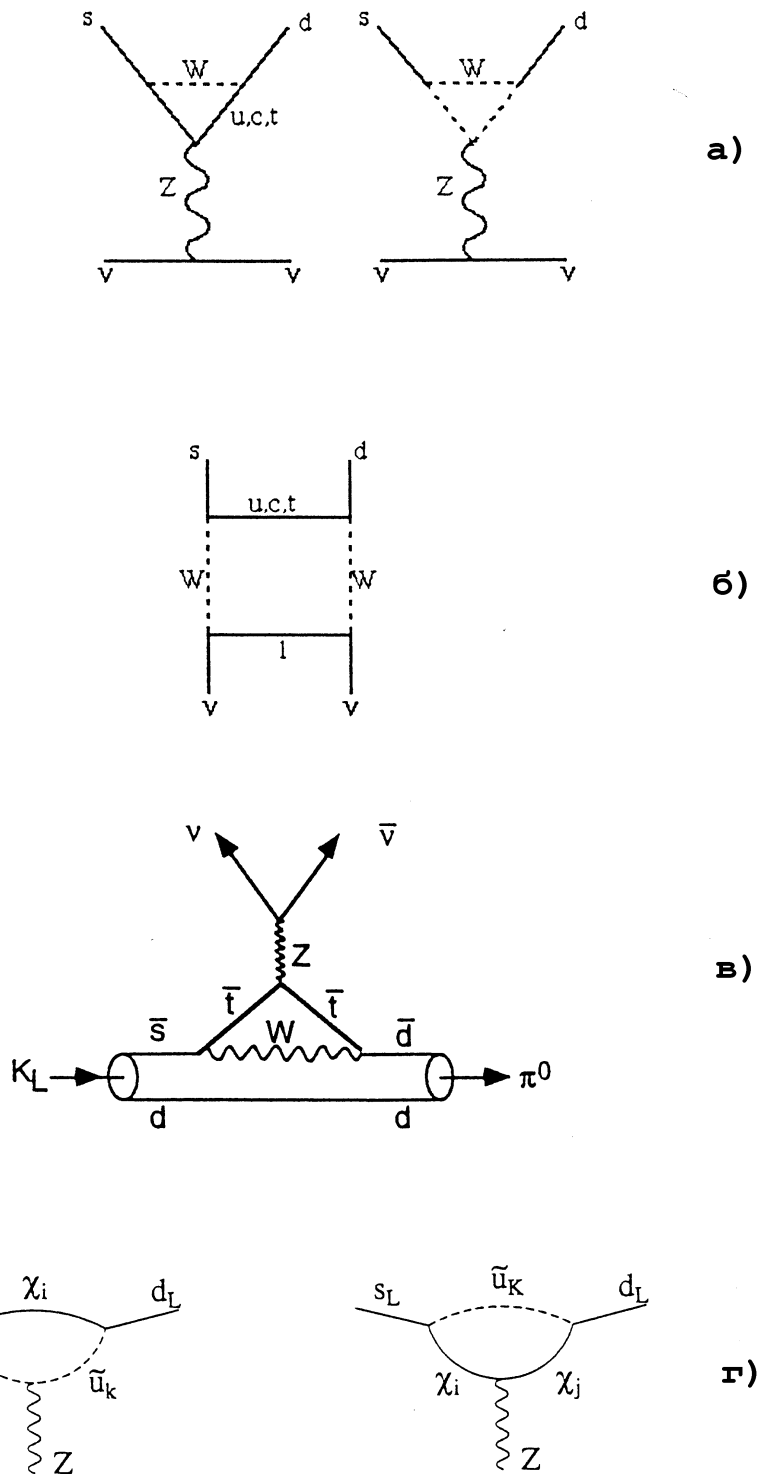 s d s d
W W
u,c,t
а)
Z Z
ν ν ν ν
s d
u,c,t
W W
б)
l
ν ν
ν ν̅
Z
в)
t̅ t̅
s̅ W d̅
K_L π⁰
d d
χ_i d_L s_L ũ_K d_L
ũ_k χ_i χ_j
г)
Z Z